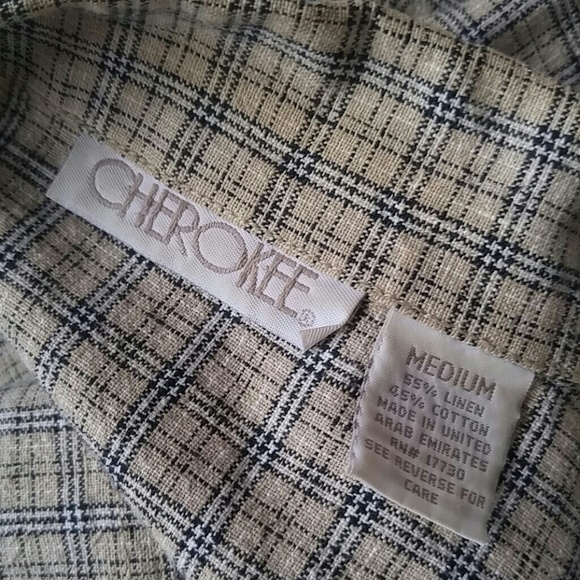 CHEROKEE®
MEDIUM
55% LINEN
45% COTTON
MADE IN UNITED
ARAB EMIRATES
RN# 17730
SEE REVERSE FOR
CARE